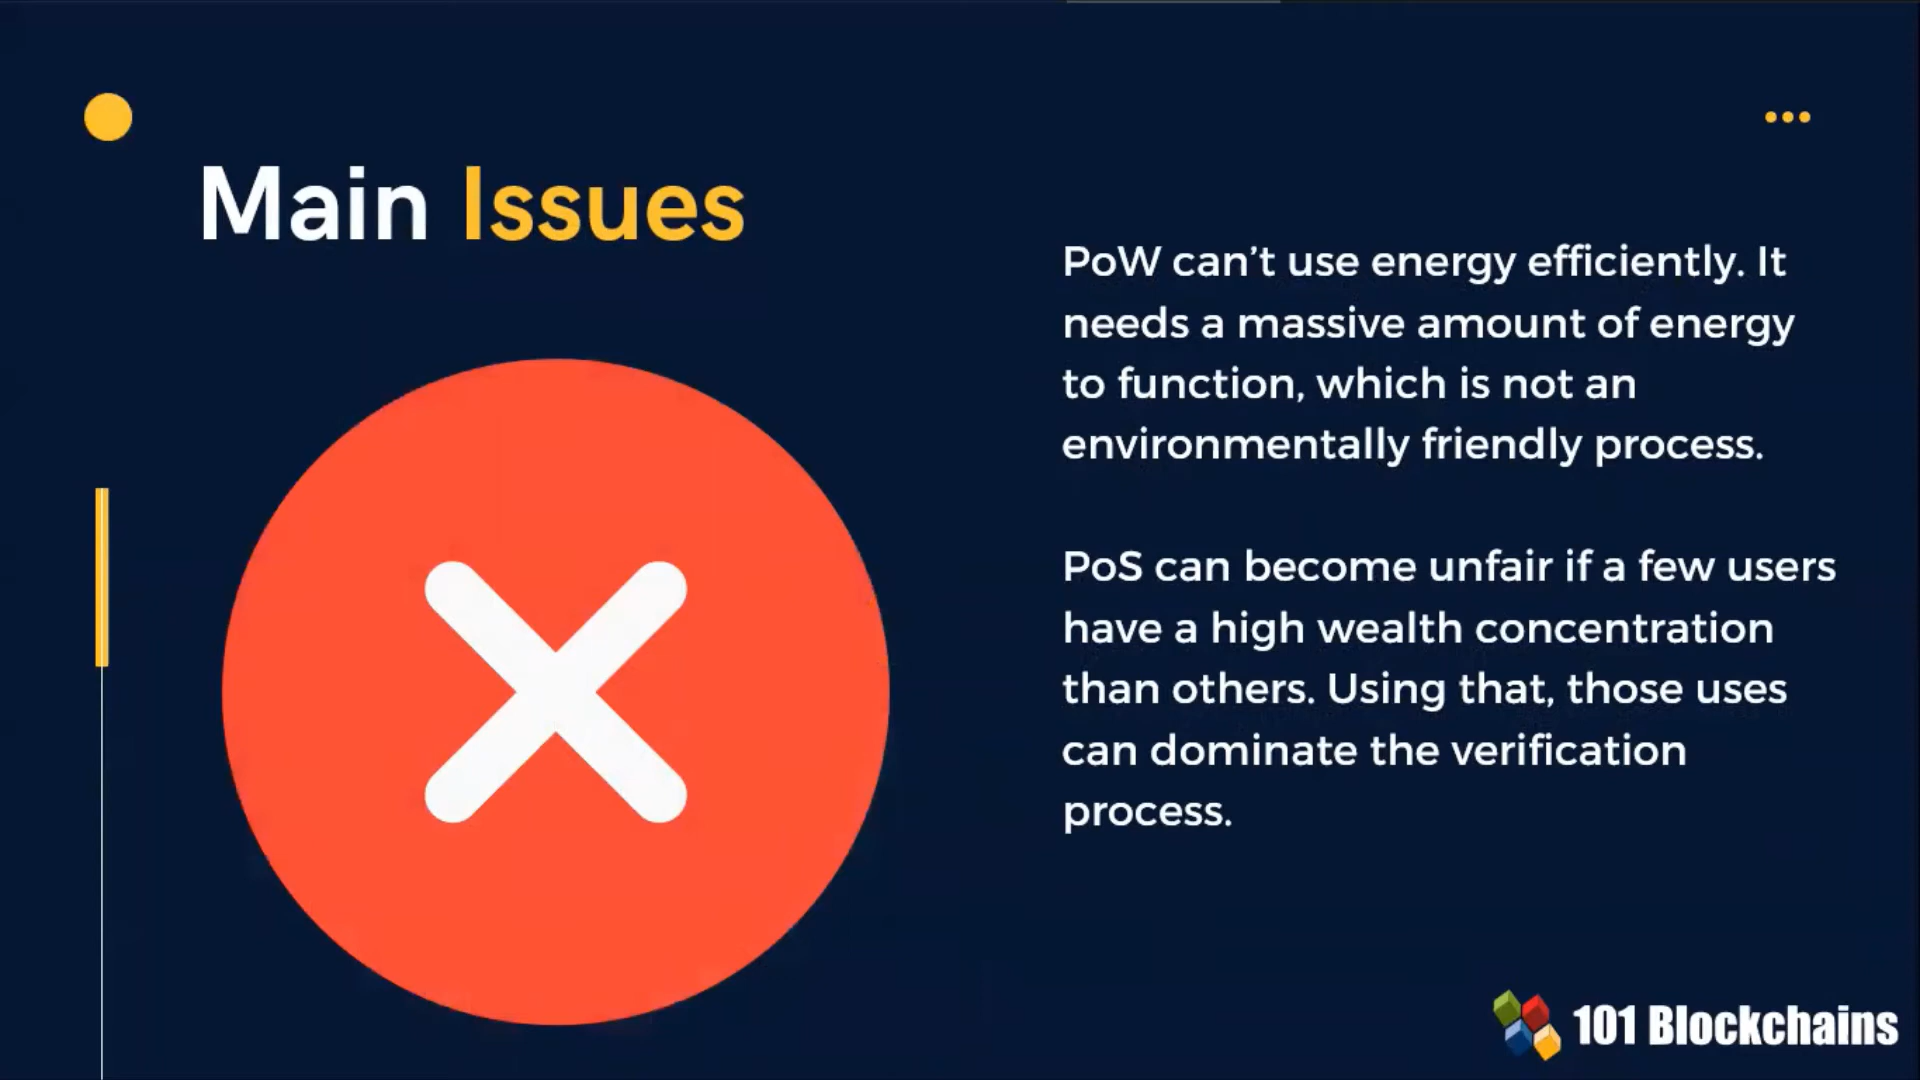 Main Issues
PoW can’t use energy efficiently. It
needs a massive amount of energy
to function, which is not an
environmentally friendly process.
PoS can become unfair if a few users
have a high wealth concentration
than others. Using that, those uses
can dominate the verification
process.
101 Blockchains